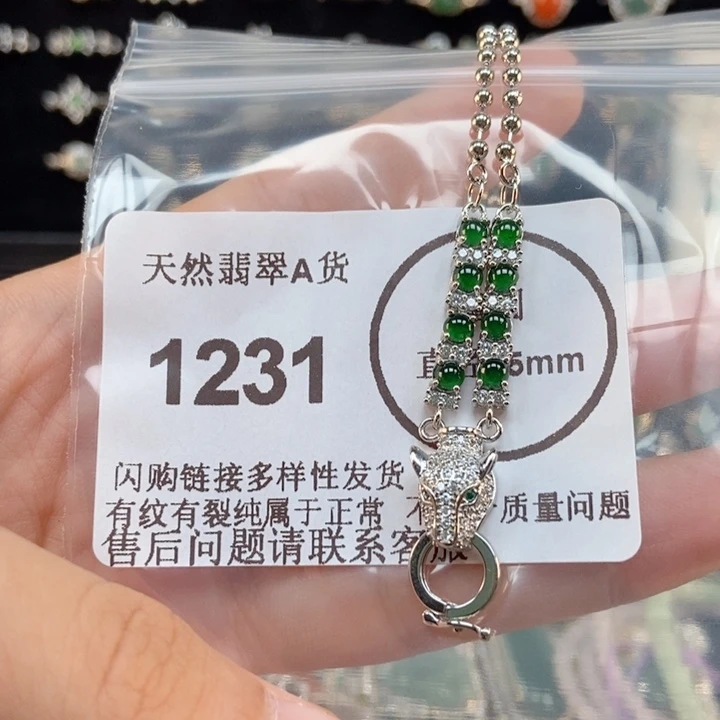 天然翡翠A货
1231
直 5mm
闪购链接多样性发货
有纹有裂纯属于正常 不 质量问题
售后问题请联系客服